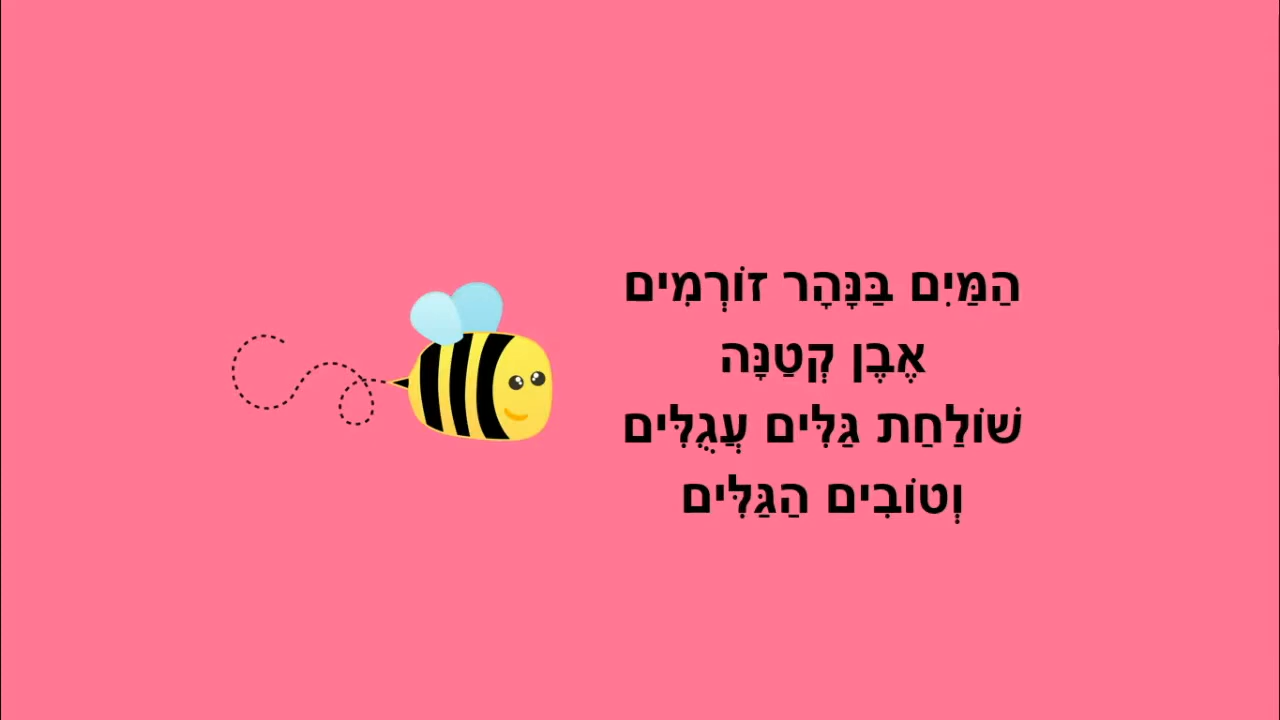 הַמַּיִם בַּנָּהָר זוֹרְמִים
אֶבֶן קְטַנָּה
שׁוֹלַחַת גַּלִּים עֲגֻלִּים
וְטוֹבִים הַגַּלִּים